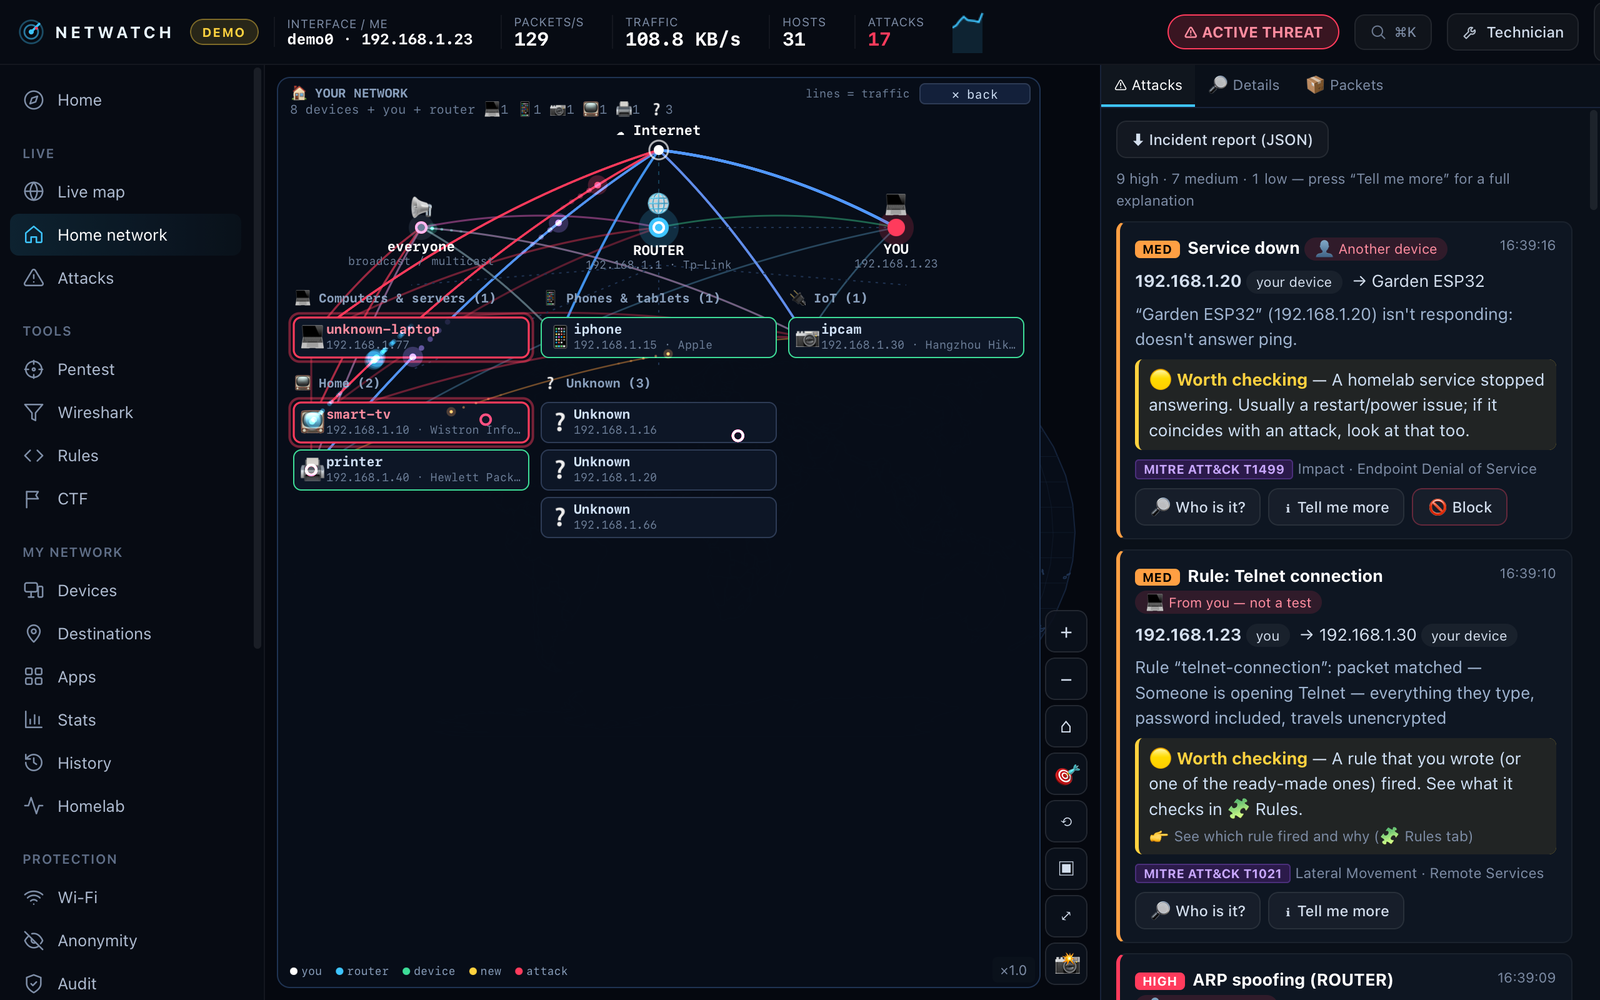 NETWATCH DEMO
INTERFACE / ME
demo0 · 192.168.1.23
PACKETS/S
129
TRAFFIC
108.8 KB/s
HOSTS
31
ATTACKS
17
⚠ ACTIVE THREAT
⌘K
Technician
Home
LIVE
Live map
Home network
Attacks
TOOLS
Pentest
Wireshark
Rules
CTF
MY NETWORK
Devices
Destinations
Apps
Stats
History
Homelab
PROTECTION
Wi-Fi
Anonymity
Audit
YOUR NETWORK
lines = traffic
× back
8 devices + you + router 1 1 1 1 1 ? 3
Internet
everyone
broadcast / multicast
ROUTER
192.168.1.1 · Tp-Link
YOU
192.168.1.23
Computers & servers (1)
Phones & tablets (1)
IoT (1)
unknown-laptop
192.168.1.77
iphone
192.168.1.15 · Apple
ipcam
192.168.1.30 · Hangzhou Hik…
Home (2)
? Unknown (3)
smart-tv
192.168.1.10 · Wistron Info…
? Unknown
192.168.1.16
printer
192.168.1.40 · Hewlett Pack…
? Unknown
192.168.1.20
? Unknown
192.168.1.66
you router device new attack
×1.0
⚠ Attacks
Details
Packets
⬇ Incident report (JSON)
9 high · 7 medium · 1 low — press “Tell me more” for a full
explanation
MED Service down Another device 16:39:16
192.168.1.20 your device → Garden ESP32
“Garden ESP32” (192.168.1.20) isn't responding:
doesn't answer ping.
Worth checking — A homelab service stopped
answering. Usually a restart/power issue; if it
coincides with an attack, look at that too.
MITRE ATT&CK T1499 Impact · Endpoint Denial of Service
Who is it?
i Tell me more
Block
MED Rule: Telnet connection 16:39:10
From you — not a test
192.168.1.23 you → 192.168.1.30 your device
Rule “telnet-connection”: packet matched —
Someone is opening Telnet — everything they type,
password included, travels unencrypted
Worth checking — A rule that you wrote (or
one of the ready-made ones) fired. See what it
checks in Rules.
See which rule fired and why ( Rules tab)
MITRE ATT&CK T1021 Lateral Movement · Remote Services
Who is it?
i Tell me more
HIGH ARP spoofing (ROUTER) 16:39:09